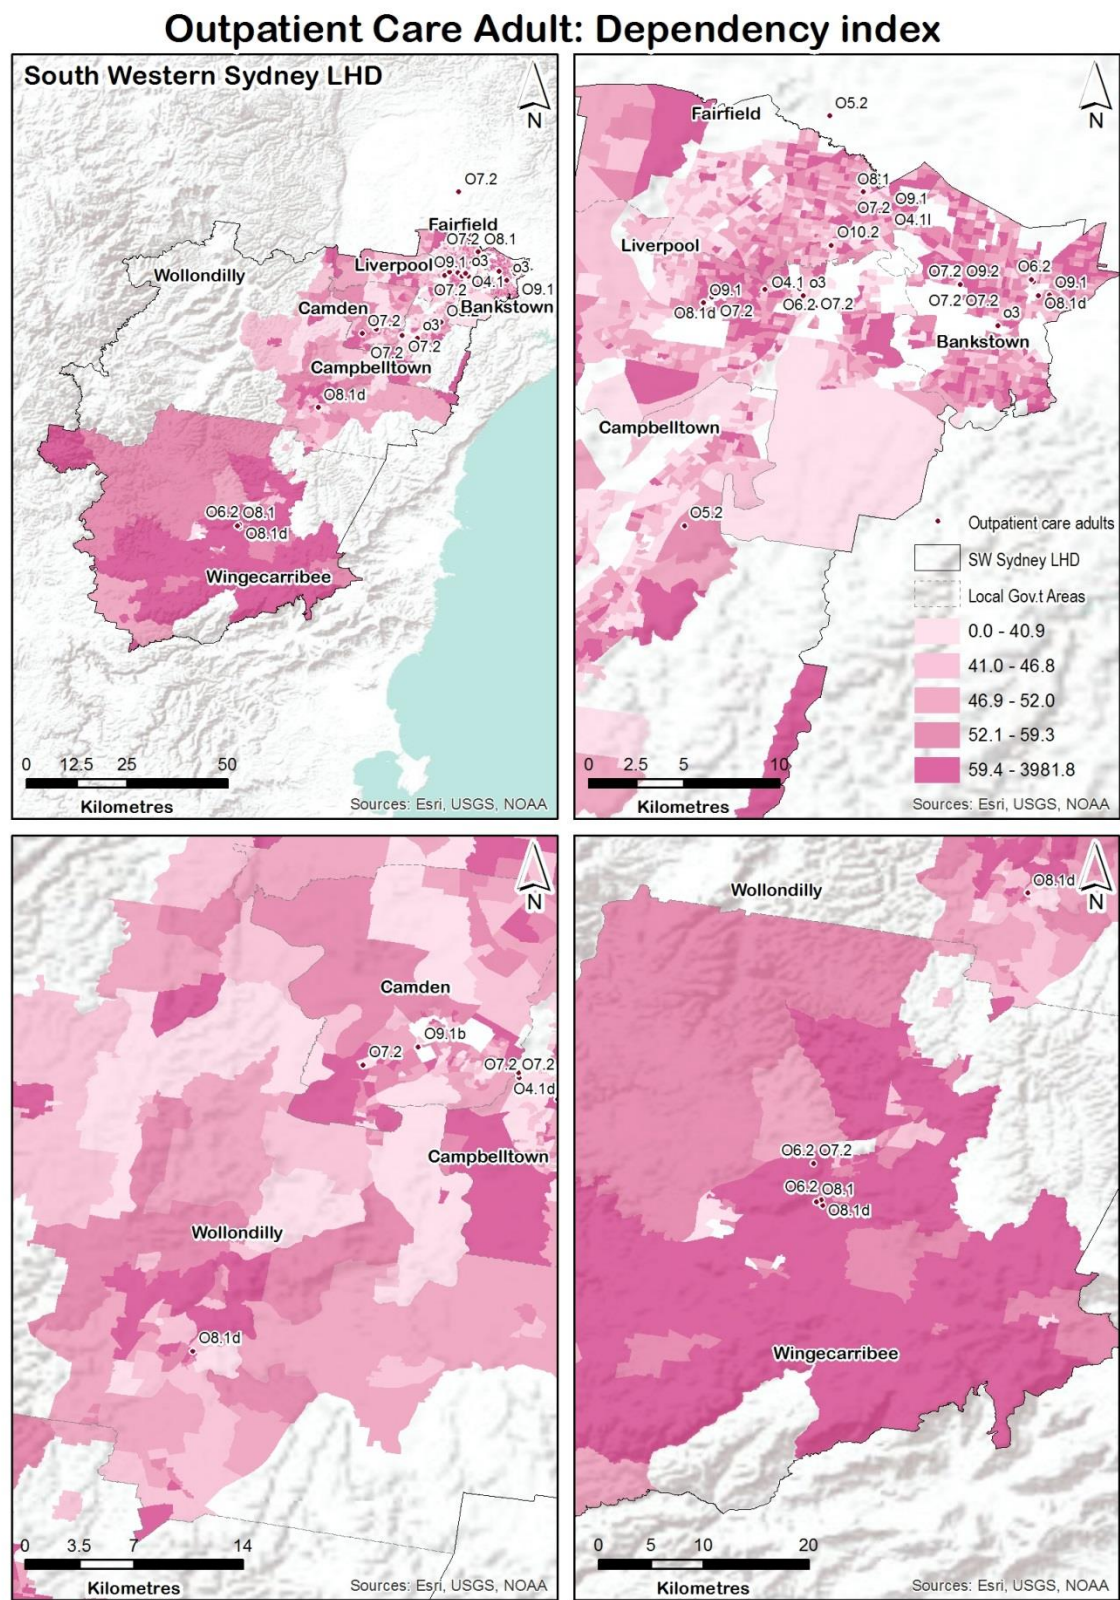 Outpatient Care Adult: Dependency index
South Western Sydney LHD
N
O7.2
Fairfield
O7.2 O8.1
Wollondilly
Liverpool
O9.1 o3
o3
O7.2
O4.1
O9.1
Camden
Bankstown
O7.2
o3
O7.2
O7.2
Campbelltown
O8.1d
O6.2 O8.1
O8.1d
Wingecarribee
0 12.5 25 50
Kilometres
Sources: Esri, USGS, NOAA
N
O5.2
Fairfield
O8.1
O7.2
O9.1
O4.1l
Liverpool
O10.2
O7.2 O9.2
O6.2
O4.1 o3
O9.1
O9.1
O8.1d O7.2
O6.2 O7.2
O7.2 O7.2
O8.1d
o3
Bankstown
Campbelltown
O5.2
Outpatient care adults
SW Sydney LHD
Local Gov.t Areas
0.0 - 40.9
41.0 - 46.8
46.9 - 52.0
52.1 - 59.3
59.4 - 3981.8
0 2.5 5 10
Kilometres
Sources: Esri, USGS, NOAA
N
Camden
O9.1b
O7.2
O7.2 O7.2
O4.1d
Campbelltown
Wollondilly
O8.1d
0 3.5 7 14
Kilometres
Sources: Esri, USGS, NOAA
Wollondilly
O8.1d
N
O6.2 O7.2
O6.2 O8.1
O8.1d
Wingecarribee
0 5 10 20
Kilometres
Sources: Esri, USGS, NOAA